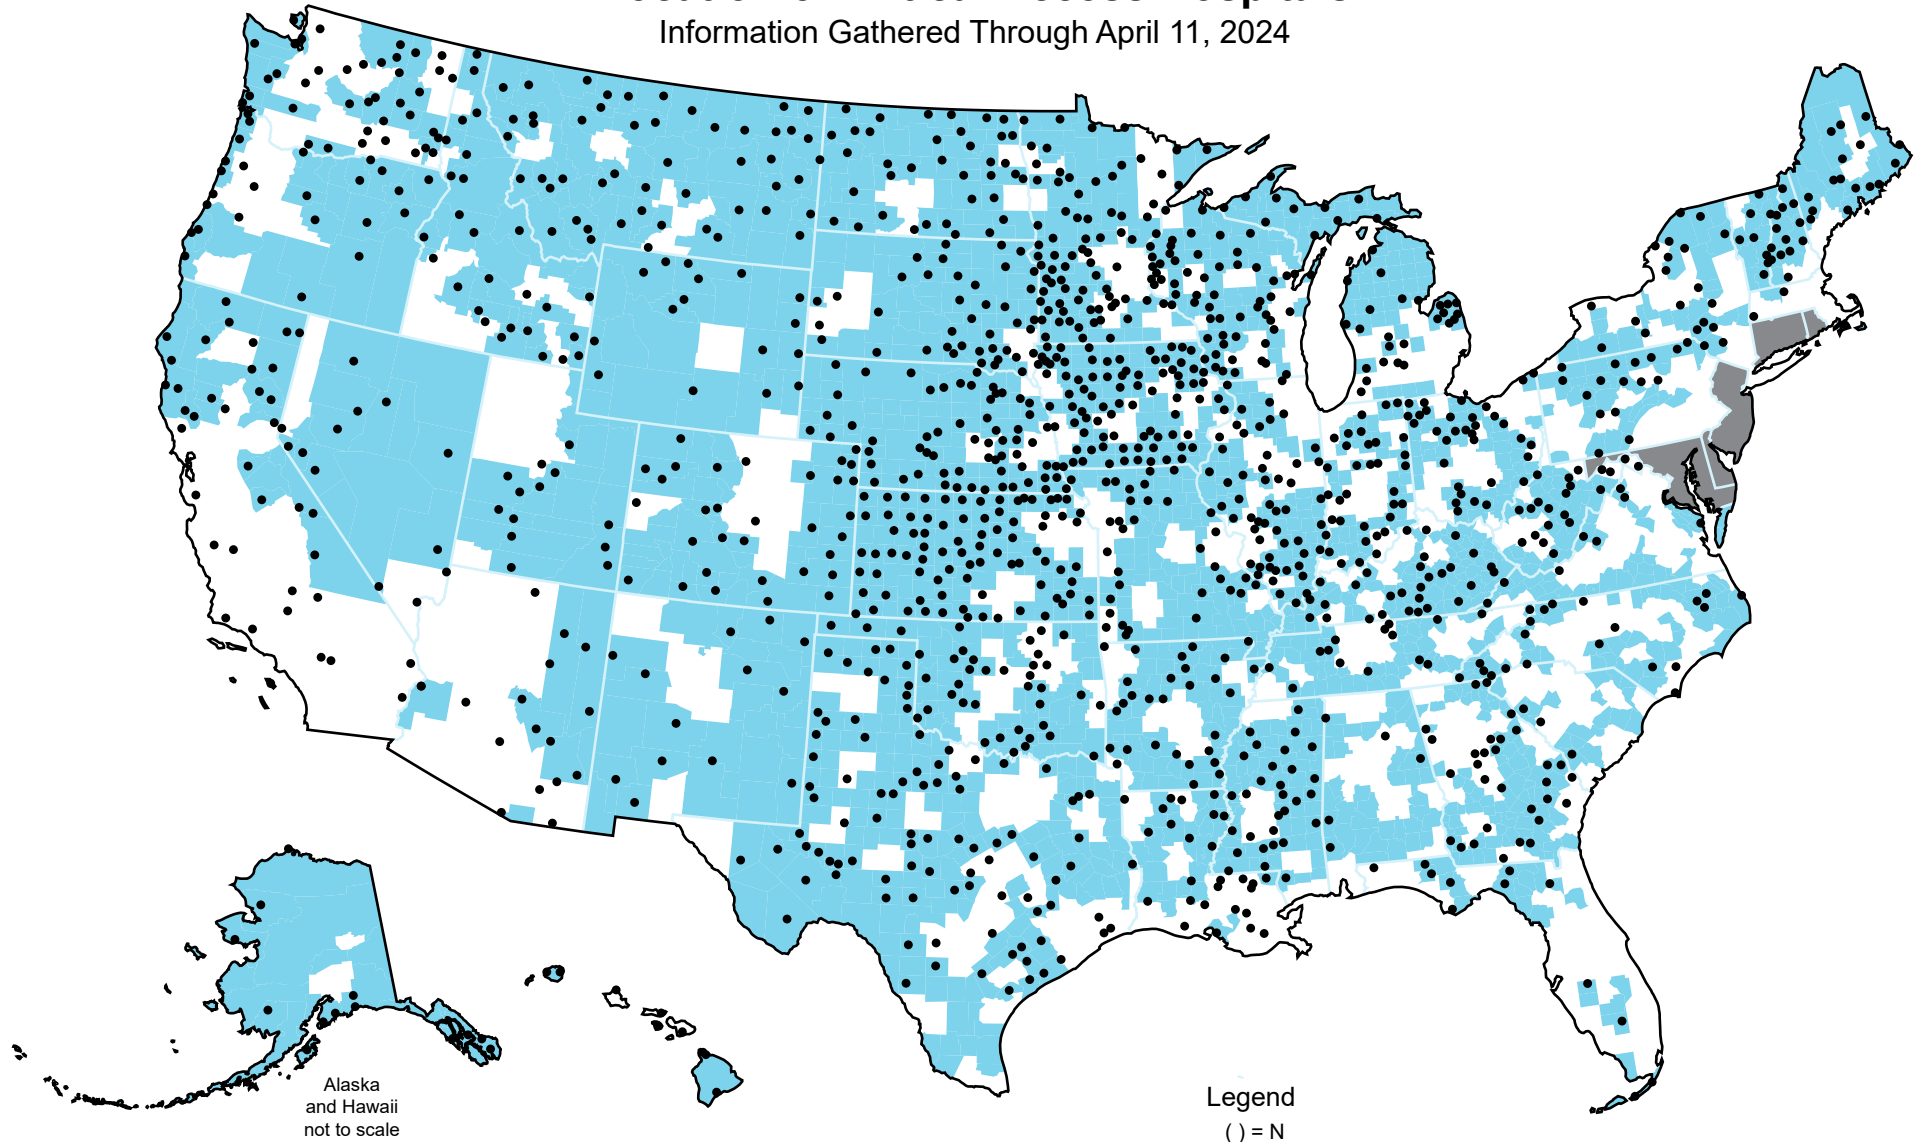 Information Gathered Through April 11, 2024
Alaska
and Hawaii
not to scale
Legend
( ) = N